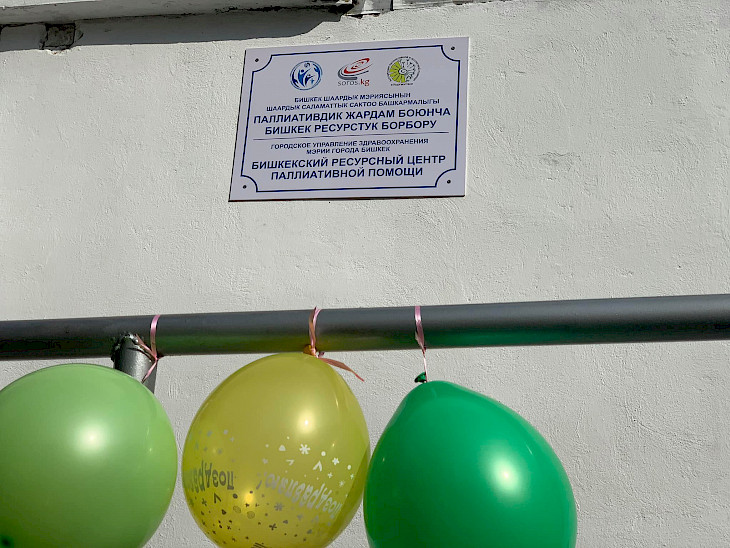 soros.kg
БИШКЕК ШААРДЫК МЭРИЯСЫНЫН
ШААРДЫК САЛАМАТТЫК САКТОО БАШКАРМАЛЫГЫ
ПАЛЛИАТИВДИК ЖАРДАМ БОЮНЧА
БИШКЕК РЕСУРСТУК БОРБОРУ
ГОРОДСКОЕ УПРАВЛЕНИЕ ЗДРАВООХРАНЕНИЯ
МЭРИИ ГОРОДА БИШКЕК
БИШКЕКСКИЙ РЕСУРСНЫЙ ЦЕНТР
ПАЛЛИАТИВНОЙ ПОМОЩИ